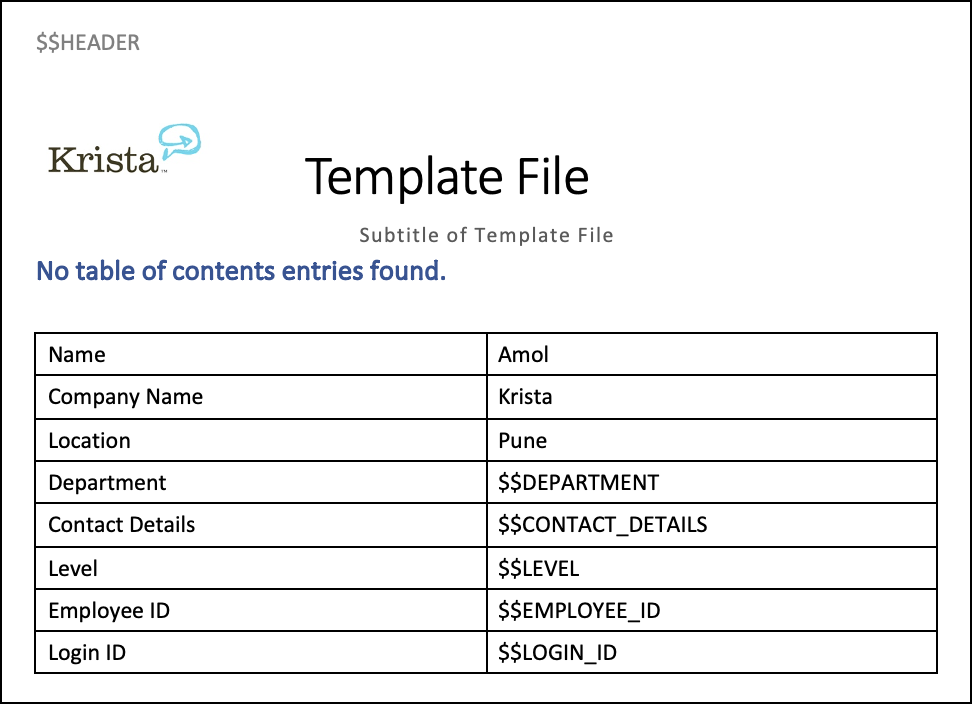 $$HEADER
Krista™
Template File
Subtitle of Template File
No table of contents entries found.
Name Amol
Company Name Krista
Location Pune
Department $$DEPARTMENT
Contact Details $$CONTACT_DETAILS
Level $$LEVEL
Employee ID $$EMPLOYEE_ID
Login ID $$LOGIN_ID